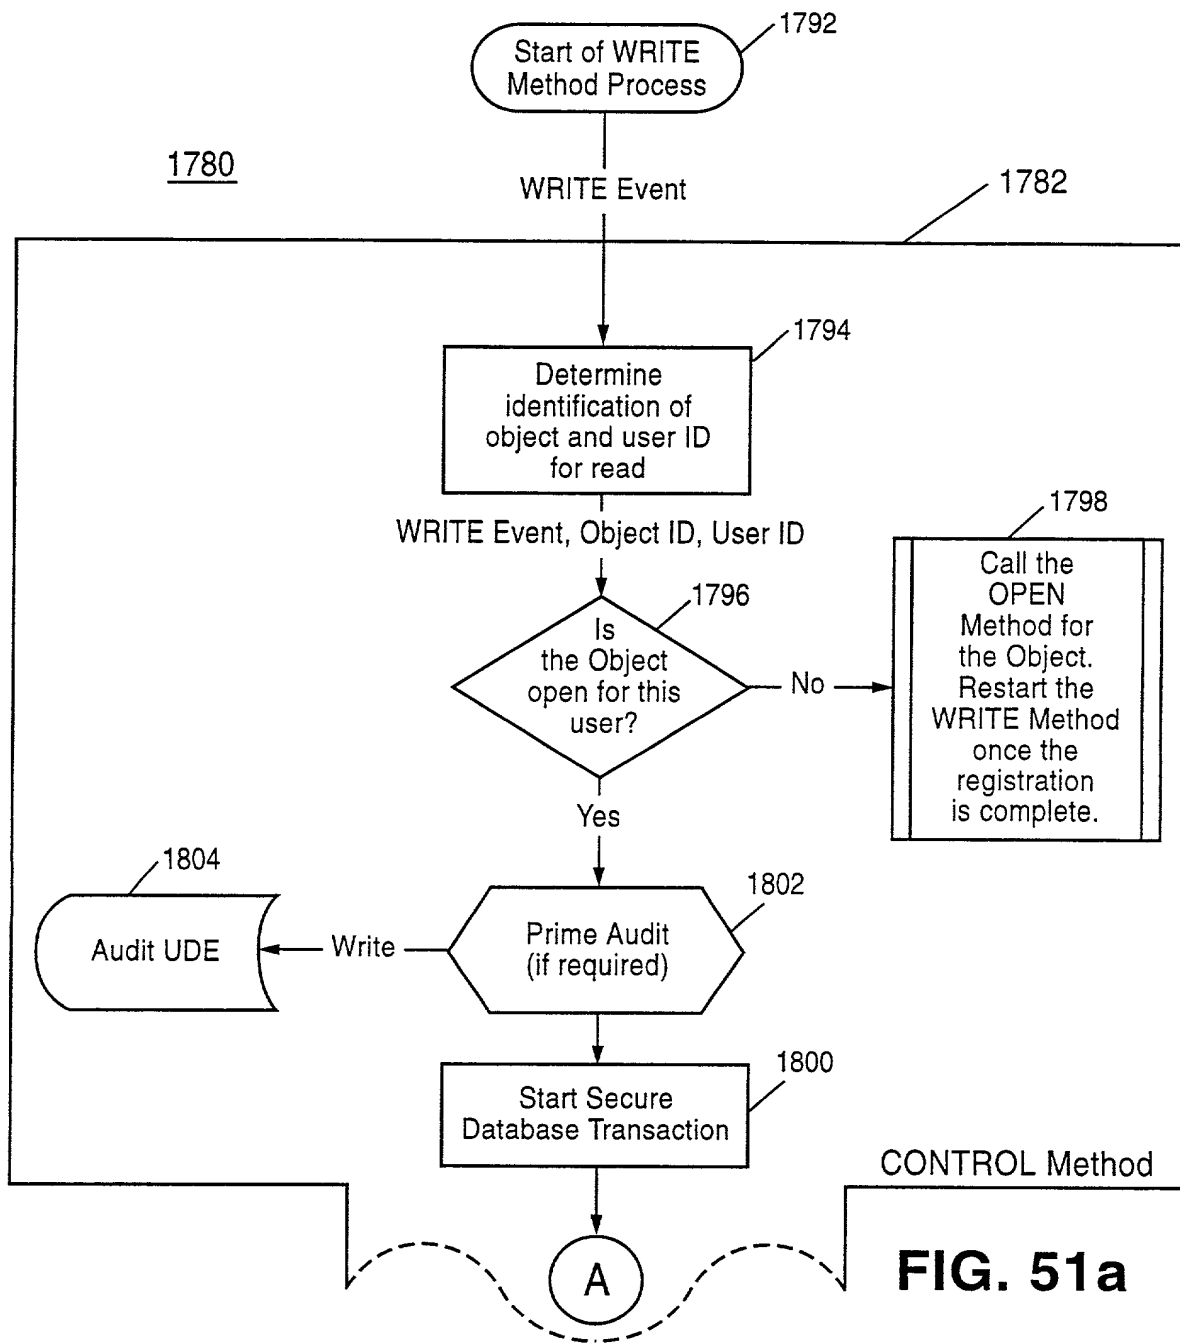 1792
Start of WRITE
Method Process
1780
WRITE Event
1782
1794
Determine
identification of
object and user ID
for read
WRITE Event, Object ID, User ID
1798
Call the
OPEN
Method for
the Object.
Restart the
WRITE Method
once the
registration
is complete.
1796
Is
the Object
open for this
user?
No
Yes
1804
Audit UDE
Write
1802
Prime Audit
(if required)
1800
Start Secure
Database Transaction
CONTROL Method
A
FIG. 51a